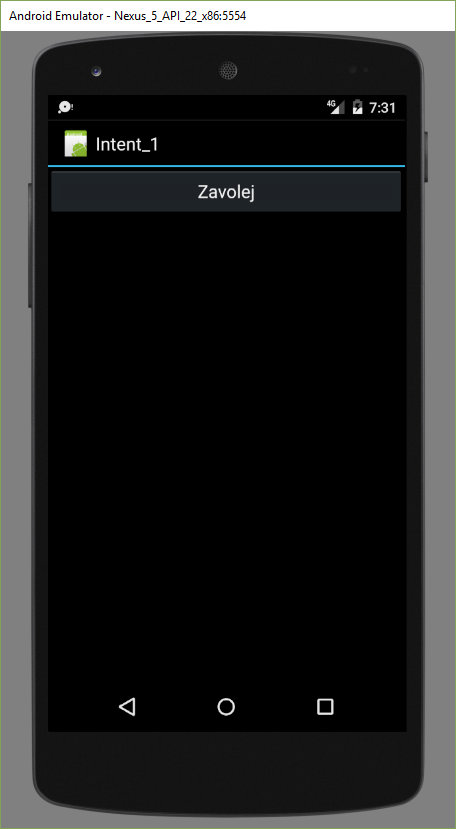 Android Emulator - Nexus_5_API_22_x86:5554
4G 7:31
Intent_1
Zavolej